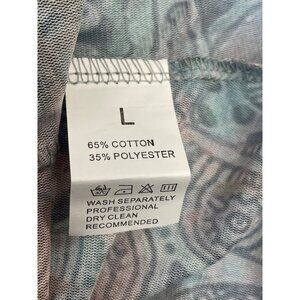 L
65% COTTON
35% POLYESTER
WASH SEPARATELY
PROFESSIONAL
DRY CLEAN
RECOMMENDED